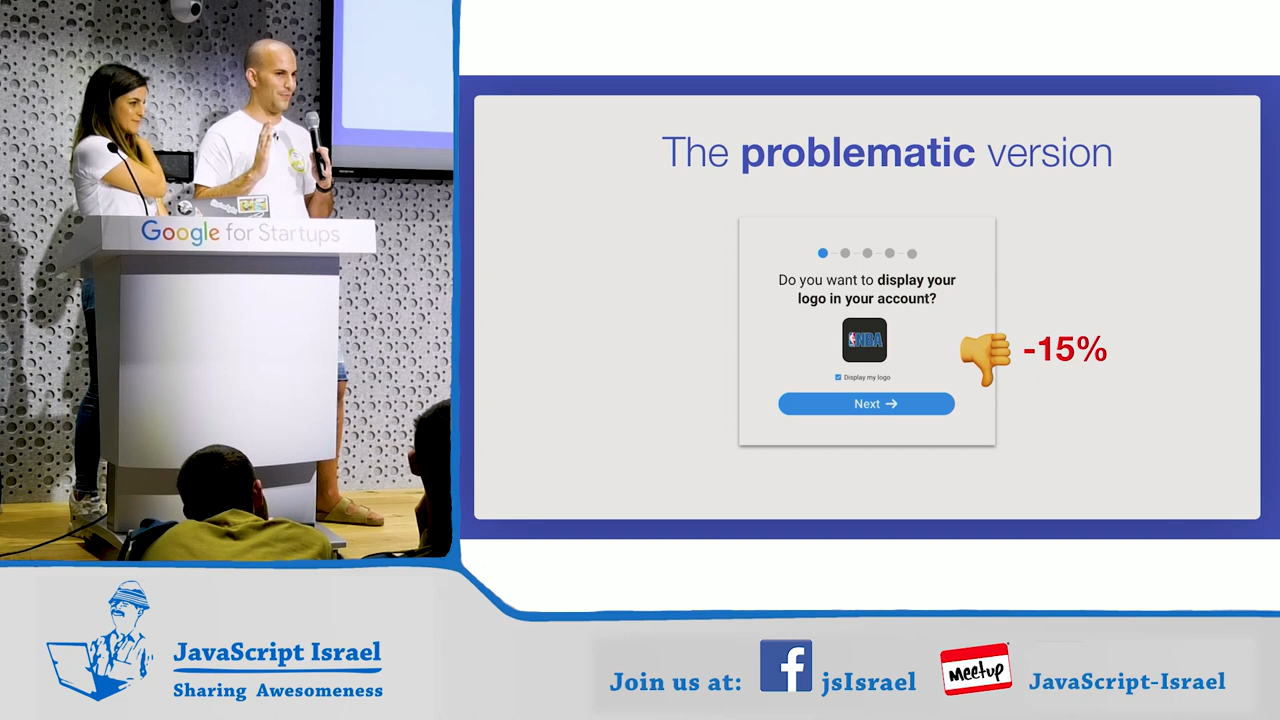 Google for Startups
The problematic version
Do you want to display your
logo in your account?
NBA
Display my logo
Next
-15%
JavaScript Israel
Sharing Awesomeness
Join us at:
f
jsIsrael
Meetup
JavaScript-Israel